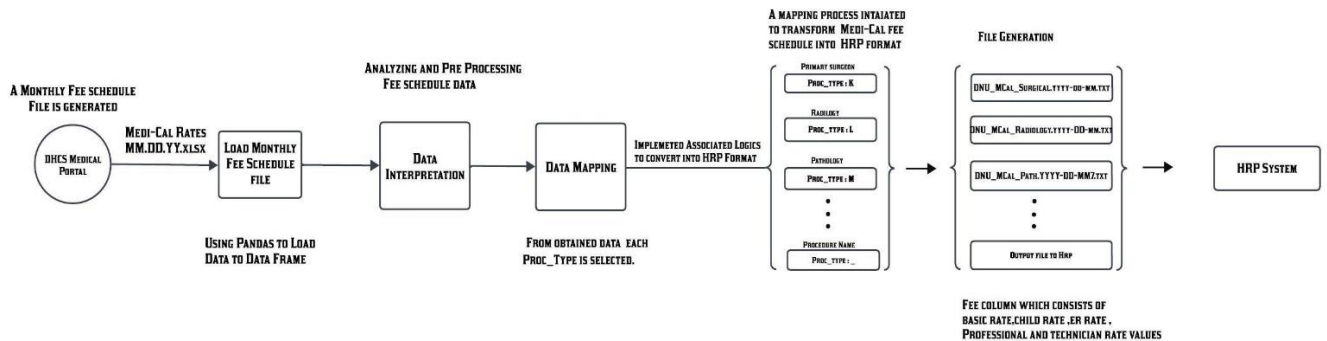 A Monthly Fee schedule
File is generated
DHCS Medical
Portal
Medi-Cal Rates
MM.DD.YY.xlsx
Load Monthly
Fee Schedule
file
Using Pandas to Load
Data to Data Frame
Analyzing and Pre Processing
Fee schedule data
Data
Interpretation
Data Mapping
From obtained data each
Proc_Type is selected.
Implemeted Associated Logics
to convert into HRP Format
A mapping process intaiated
to transform Medi-Cal fee
schedule into HRP format
Primary surgeon
Proc_type: K
Radilogy
Proc_type: L
Pathology
Proc_type: M
Procedure Name
Proc_type: _
File Generation
DNU_MCal_Surgical.yyyy-dd-mm.txt
DNU_MCal_Radiology.yyyy-DD-mm.txt
DNU_MCal_Path.YYYY-DD-MM7.txt
Output file to Hrp
Fee column which consists of
basic rate,child rate ,er rate ,
Professional and technician rate values
HRP System